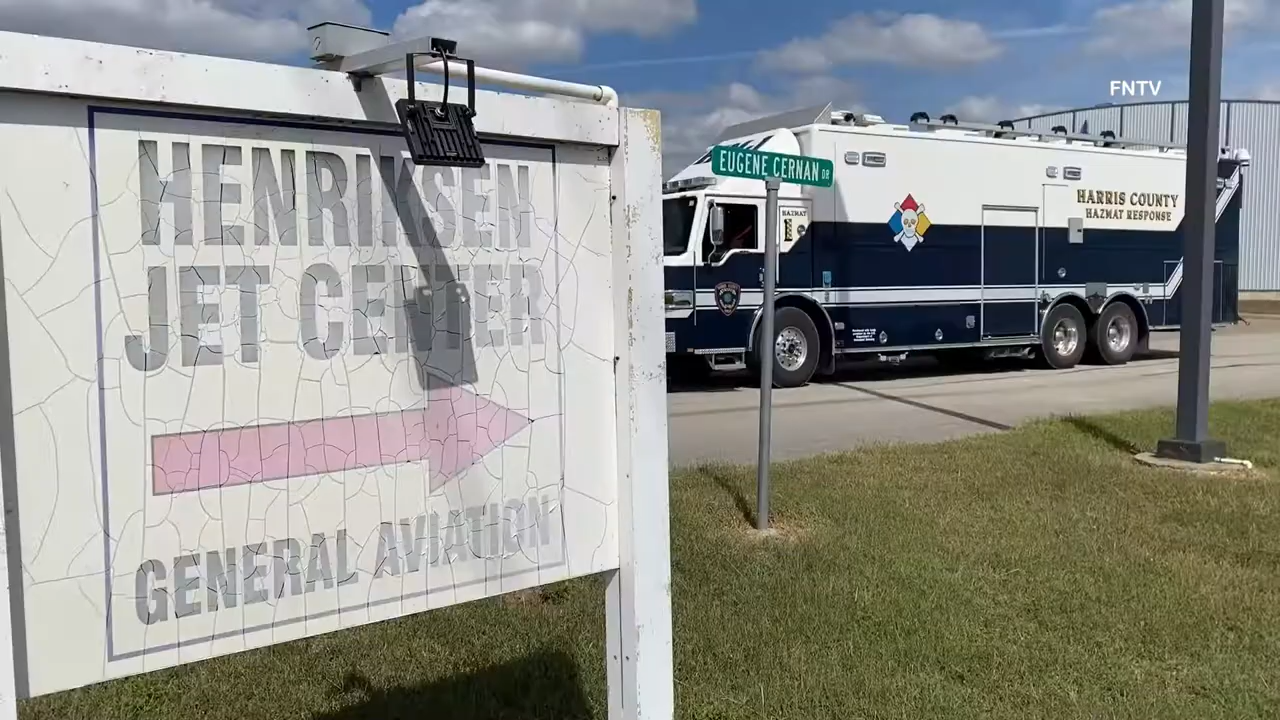 FNTV
HENRIKSEN
JET CENTER
GENERAL AVIATION
EUGENE CERNAN DR
HAZMAT
HARRIS COUNTY
HAZMAT RESPONSE